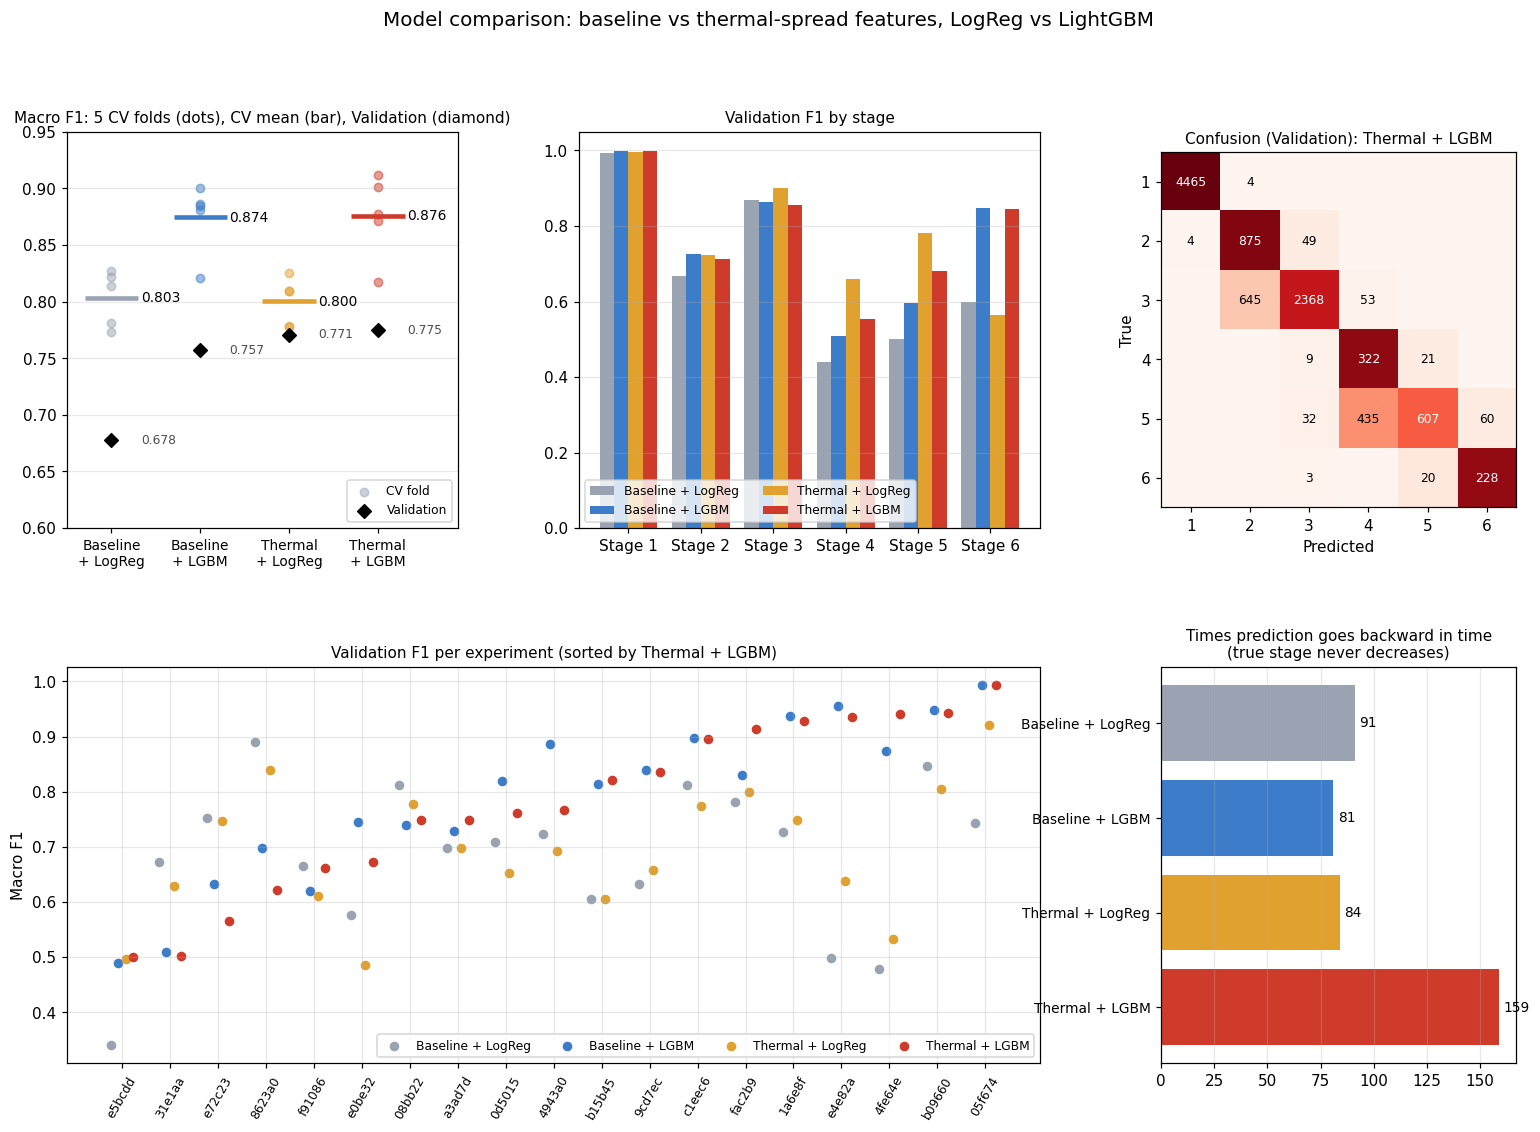 Model comparison: baseline vs thermal-spread features, LogReg vs LightGBM
Macro F1: 5 CV folds (dots), CV mean (bar), Validation (diamond)
0.95
0.90
0.85
0.80
0.75
0.70
0.65
0.60
0.803
0.874
0.800
0.876
0.678
0.757
0.771
0.775
CV fold
Validation
Baseline
+ LogReg
Baseline
+ LGBM
Thermal
+ LogReg
Thermal
+ LGBM
Validation F1 by stage
1.0
0.8
0.6
0.4
0.2
0.0
Baseline + LogReg
Baseline + LGBM
Thermal + LogReg
Thermal + LGBM
Stage 1
Stage 2
Stage 3
Stage 4
Stage 5
Stage 6
Confusion (Validation): Thermal + LGBM
True
1 4465 4
2 4 875 49
3 645 2368 53
4 9 322 21
5 32 435 607 60
6 3 20 228
1 2 3 4 5 6
Predicted
Validation F1 per experiment (sorted by Thermal + LGBM)
Macro F1
1.0
0.9
0.8
0.7
0.6
0.5
0.4
Baseline + LogReg
Baseline + LGBM
Thermal + LogReg
Thermal + LGBM
e5bcdd
31e1aa
e72c23
8623a0
f91086
e0be32
08bb22
a3ad7d
0d5015
4943a0
b15b45
9cd7ec
c1eec6
fac2b9
1a6e8f
e4e82a
4fe64e
b09660
05f674
Times prediction goes backward in time
(true stage never decreases)
Baseline + LogReg 91
Baseline + LGBM 81
Thermal + LogReg 84
Thermal + LGBM 159
0 25 50 75 100 125 150